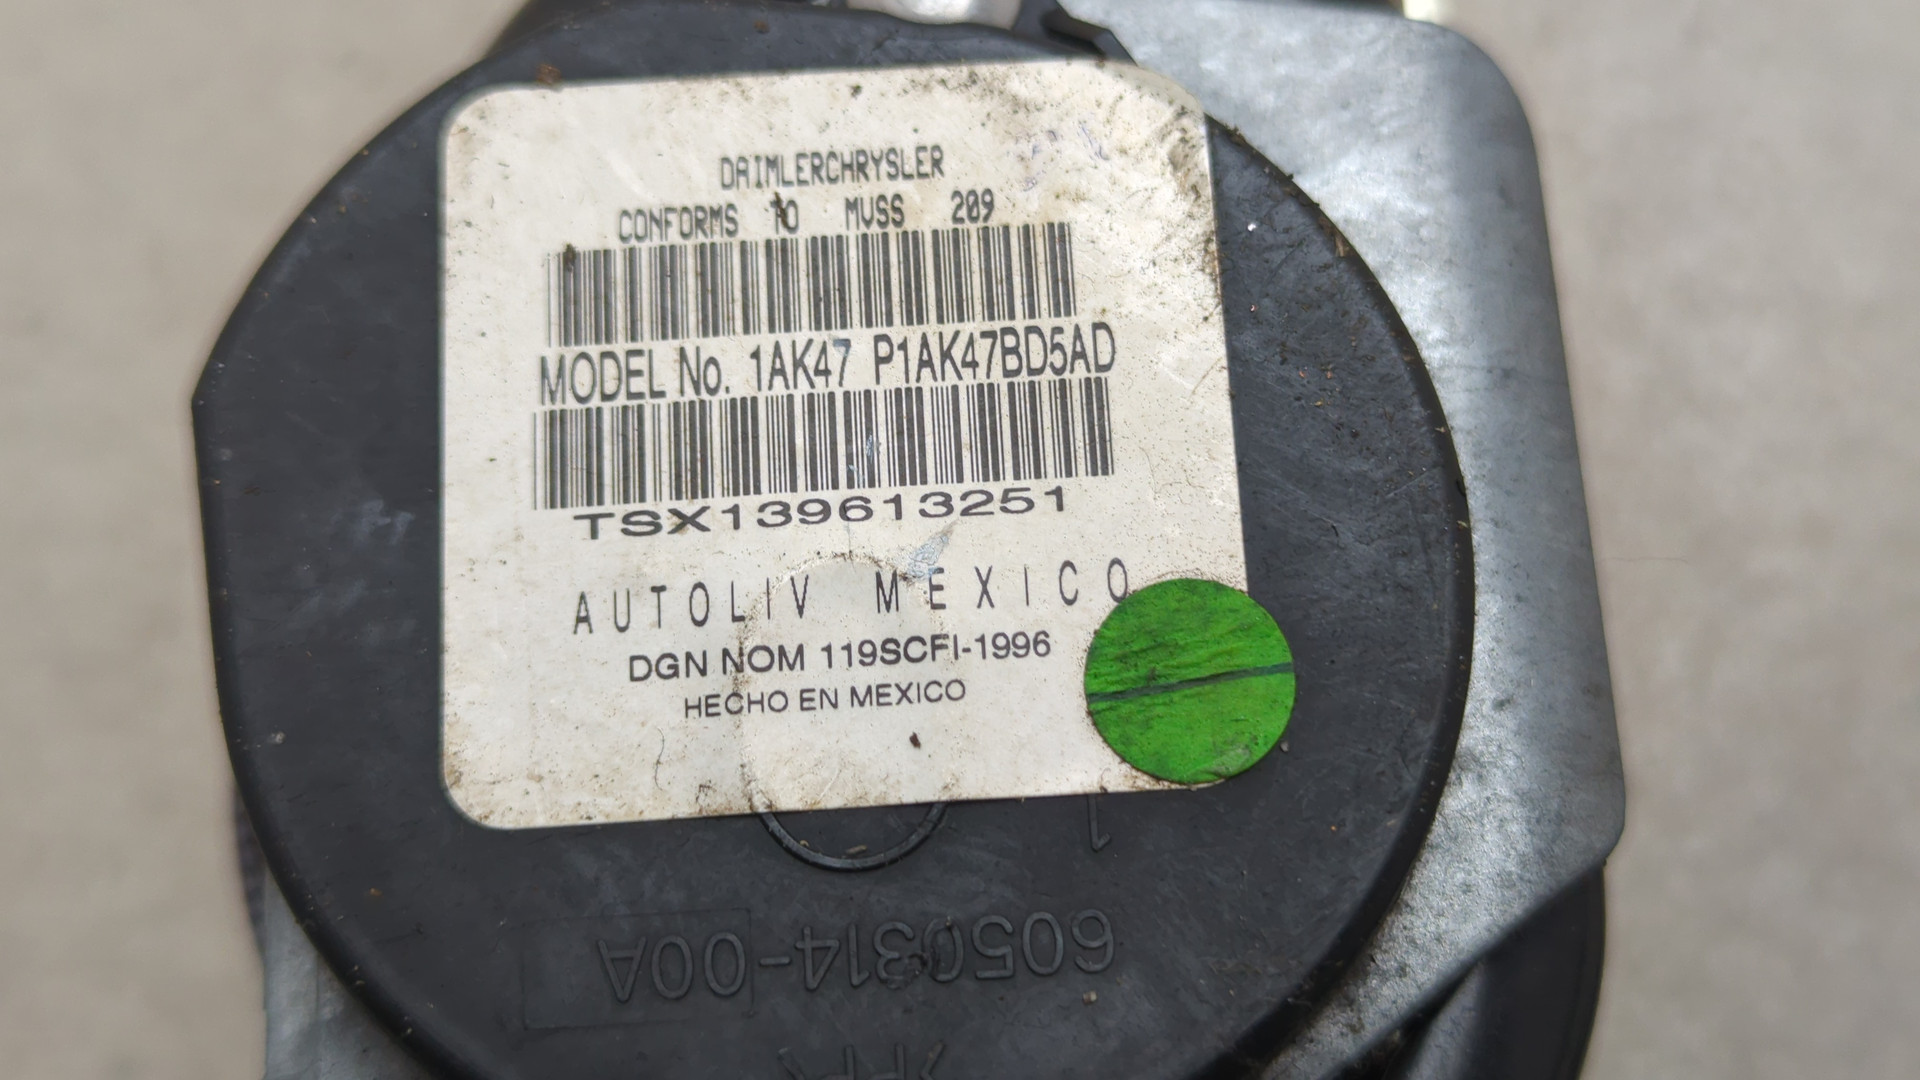 DAIMLERCHRYSLER
CONFORMS TO MVSS 209
MODEL No. 1AK47 P1AK47BD5AD
TSX139613251
AUTOLIV MEXICO
DGN NOM 119SCFI-1996
HECHO EN MEXICO
1
6050314-00A